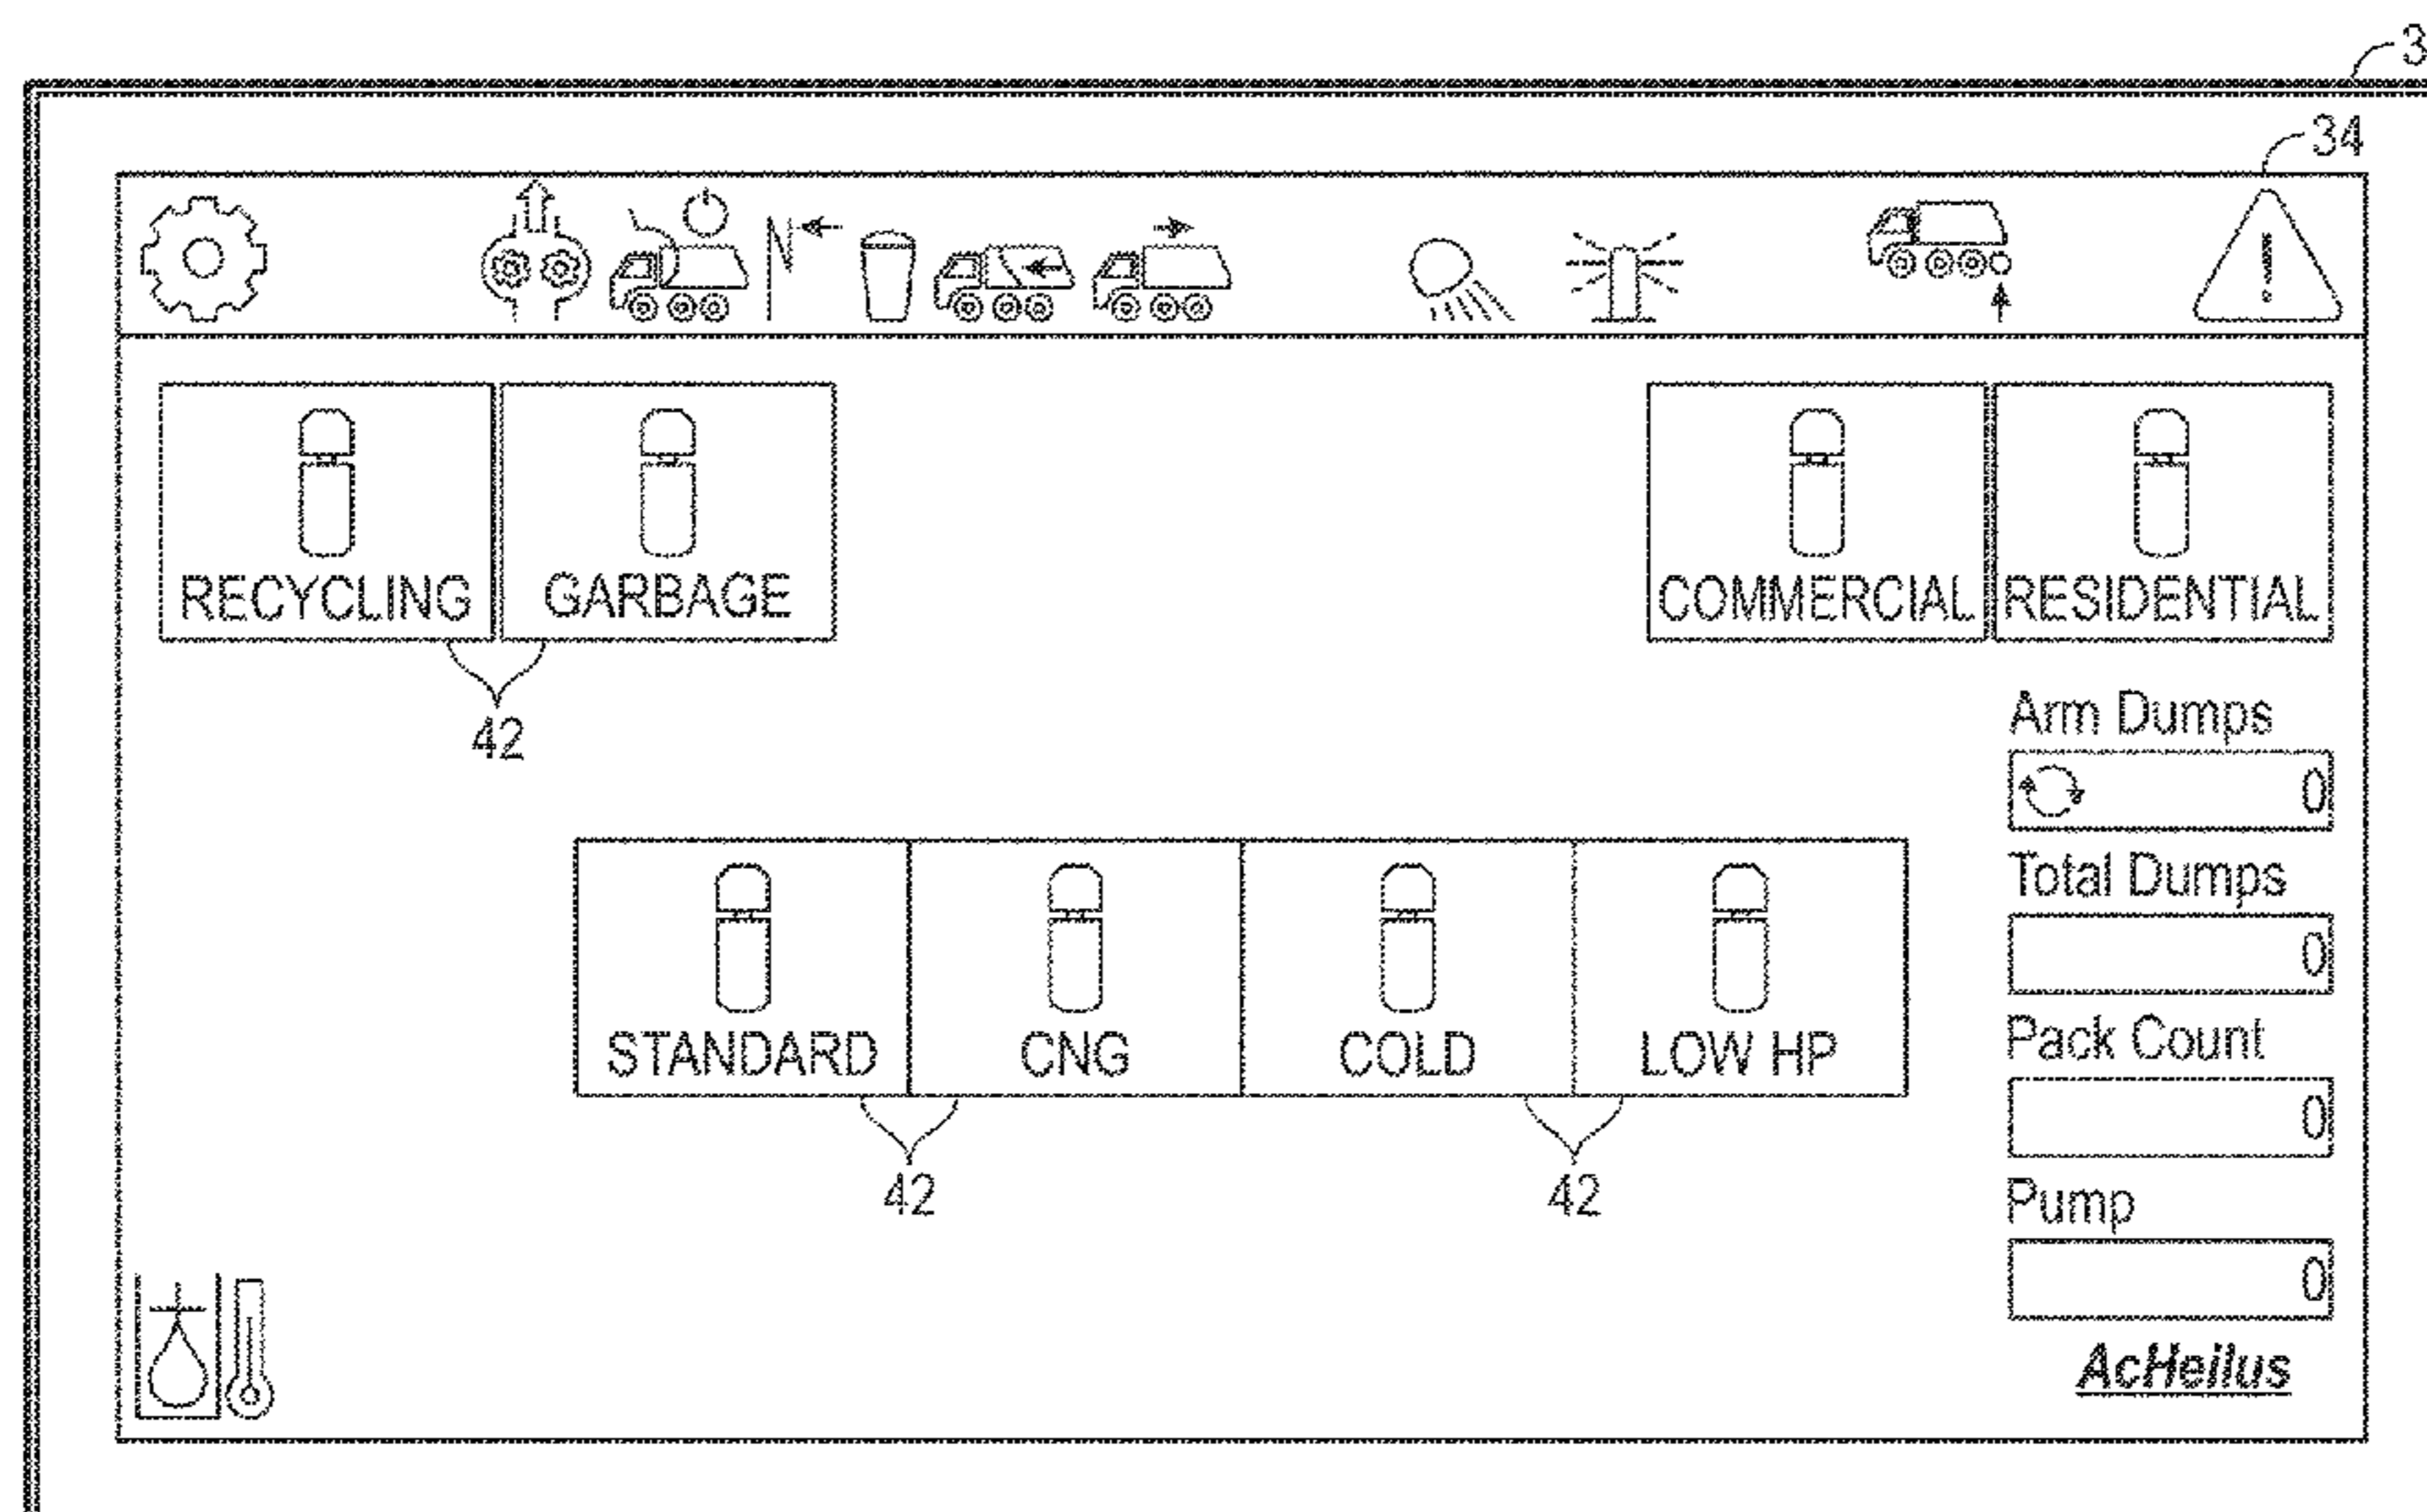 3
34
RECYCLING GARBAGE COMMERCIAL RESIDENTIAL
42
Arm Dumps
0
Total Dumps
0
STANDARD CNG COLD LOW HP
Pack Count
0
42 42
Pump
0
AcHeilus